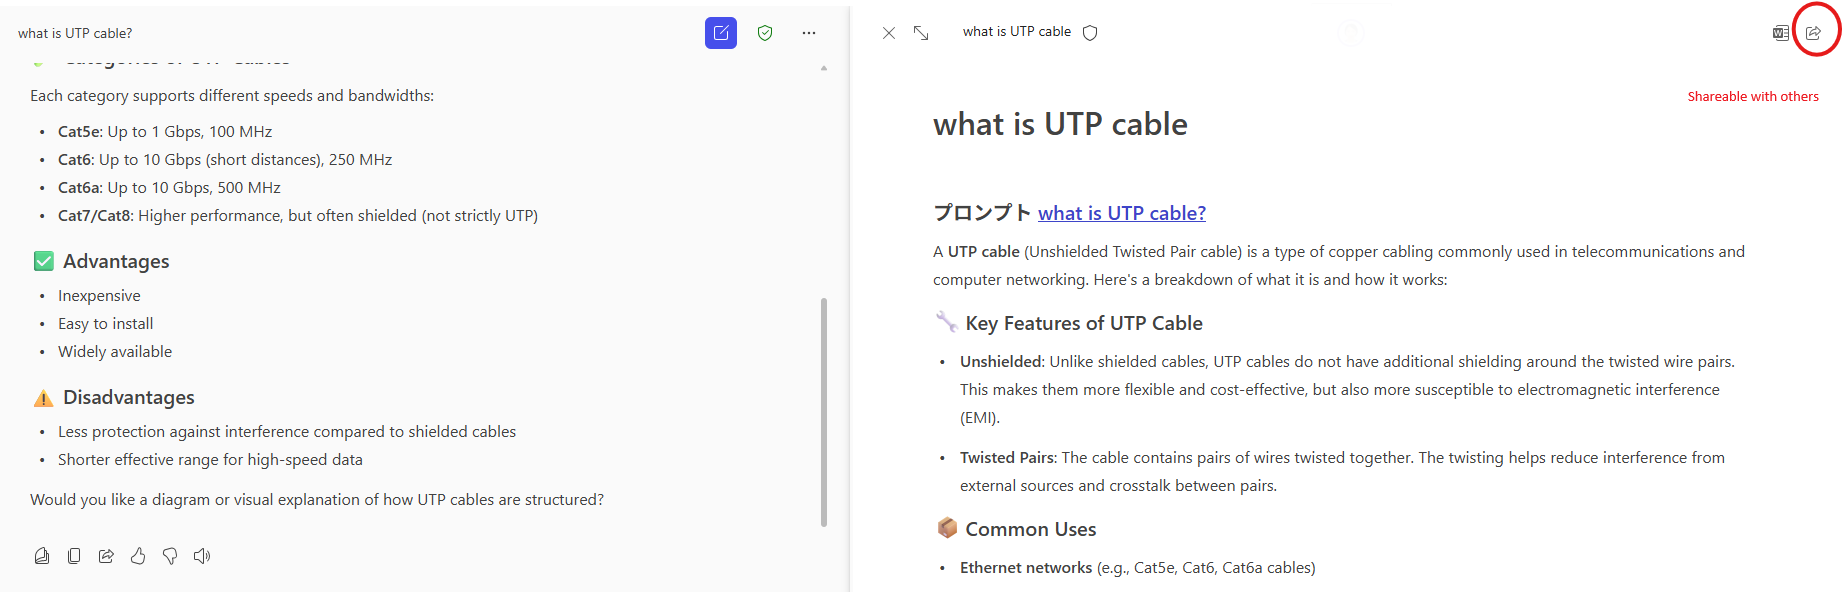 what is UTP cable?
Categories of UTP Cables
Each category supports different speeds and bandwidths:
• Cat5e: Up to 1 Gbps, 100 MHz
• Cat6: Up to 10 Gbps (short distances), 250 MHz
• Cat6a: Up to 10 Gbps, 500 MHz
• Cat7/Cat8: Higher performance, but often shielded (not strictly UTP)
Advantages
• Inexpensive
• Easy to install
• Widely available
Disadvantages
• Less protection against interference compared to shielded cables
• Shorter effective range for high-speed data
Would you like a diagram or visual explanation of how UTP cables are structured?
what is UTP cable
Shareable with others
what is UTP cable
プロンプト what is UTP cable?
A UTP cable (Unshielded Twisted Pair cable) is a type of copper cabling commonly used in telecommunications and
computer networking. Here's a breakdown of what it is and how it works:
Key Features of UTP Cable
• Unshielded: Unlike shielded cables, UTP cables do not have additional shielding around the twisted wire pairs.
This makes them more flexible and cost-effective, but also more susceptible to electromagnetic interference
(EMI).
• Twisted Pairs: The cable contains pairs of wires twisted together. The twisting helps reduce interference from
external sources and crosstalk between pairs.
Common Uses
• Ethernet networks (e.g., Cat5e, Cat6, Cat6a cables)